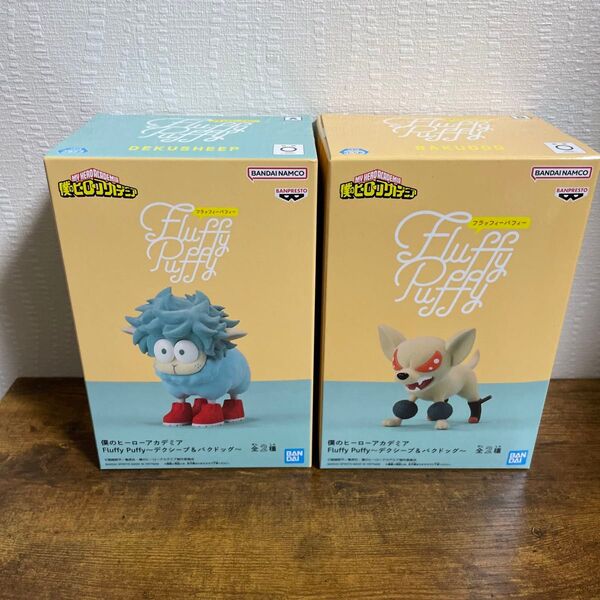 Fluffy Puffy
DEKUSHEEP
MY HERO ACADEMIA
僕のヒーローアカデミア
BANDAI NAMCO
BANPRESTO
フラッフィーパフィー
Fluffy
Puffy
僕のヒーローアカデミア
Fluffy Puffy～デクシープ&バクドッグ～
全2種
BANDAI
Fluffy Puffy
BAKUDOG
MY HERO ACADEMIA
僕のヒーローアカデミア
BANDAI NAMCO
BANPRESTO
フラッフィーパフィー
Fluffy
Puffy
僕のヒーローアカデミア
Fluffy Puffy～デクシープ&バクドッグ～
全2種
BANDAI